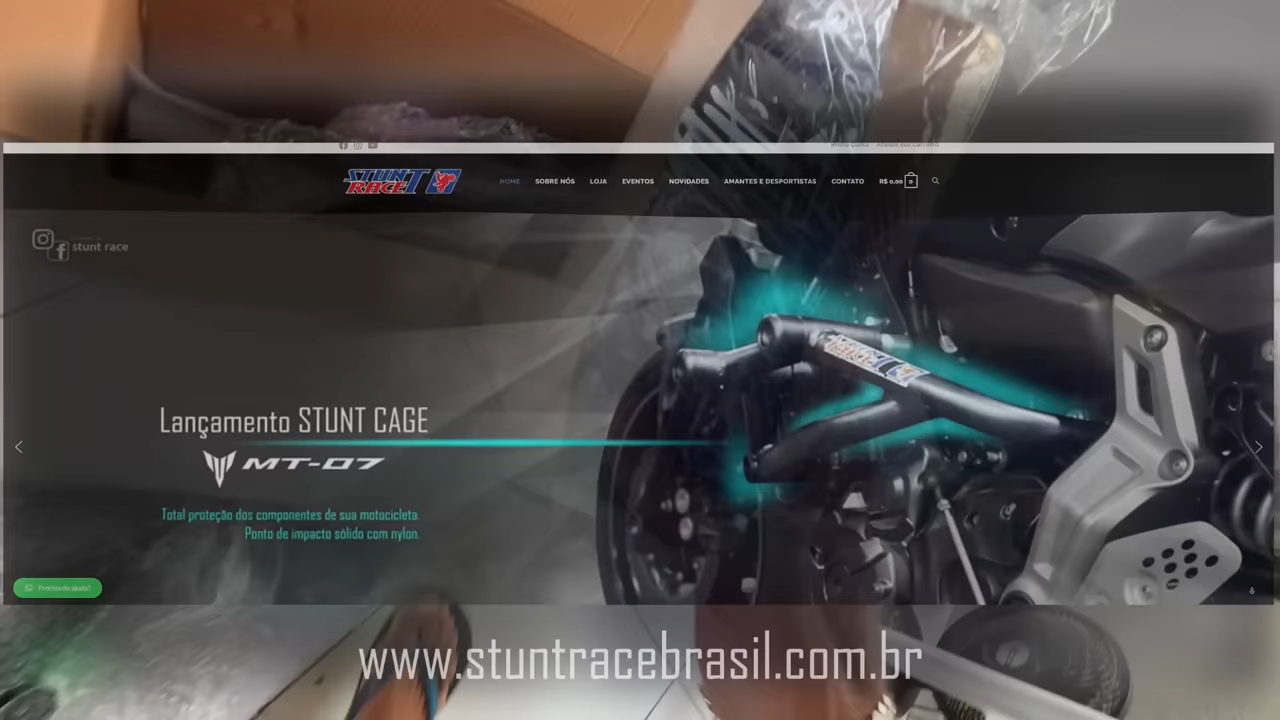 Minha Conta
STUNT
RACE
HOME SOBRE NÓS LOJA EVENTOS NOVIDADES AMANTES E DESPORTISTAS CONTATO R$ 0,00 0
stunt race
Lançamento STUNT CAGE
MT-07
Total proteção dos componentes de sua motocicleta.
Ponto de impacto sólido com nylon.
Precisa de ajuda?
www.stuntracebrasil.com.br